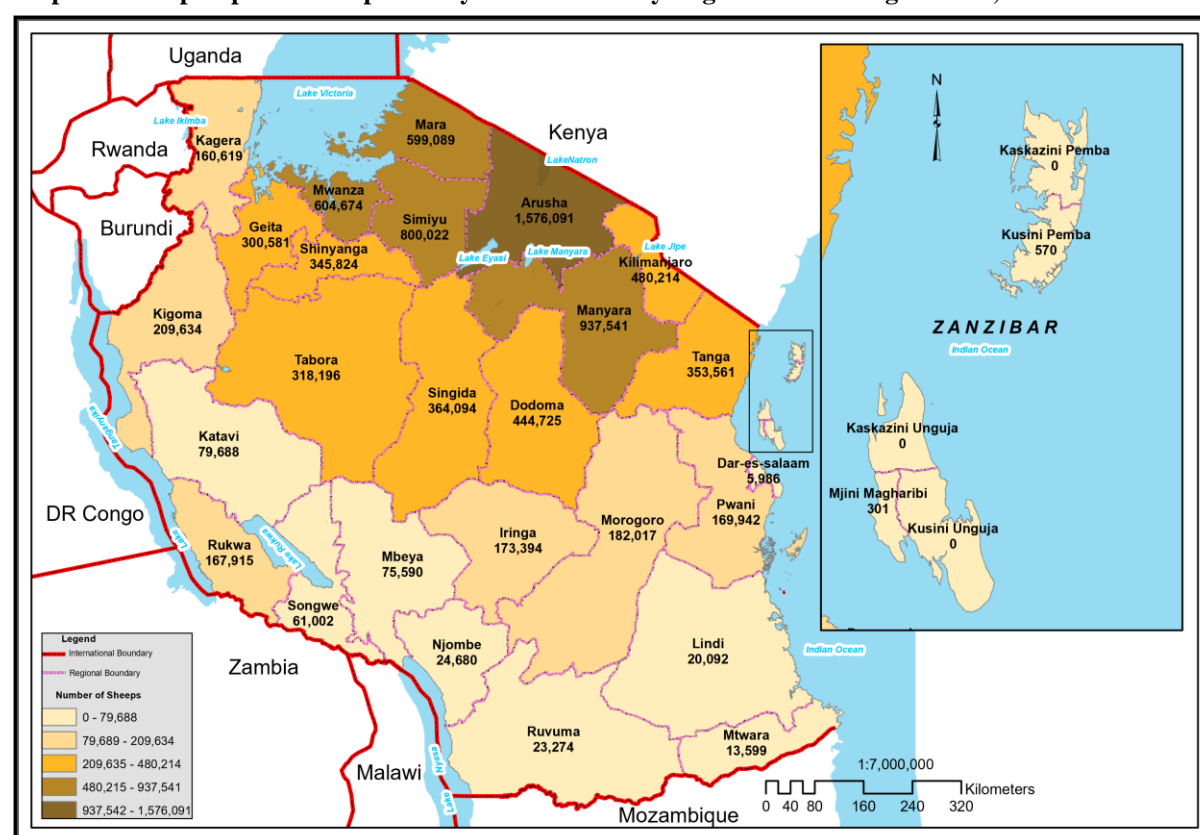 Uganda
Lake Victoria
Lake Ikimba
Kagera
160,619
Rwanda
Mara
599,089
Kenya
LakeNatron
Burundi
Mwanza
604,674
Simiyu
800,022
Arusha
1,576,091
Geita
300,581
Shinyanga
345,824
Lake Eyasi
Lake Manyara
Lake Jipe
Kilimanjaro
480,214
Kigoma
209,634
Manyara
937,541
Tabora
318,196
Singida
364,094
Dodoma
444,725
Tanga
353,561
Katavi
79,688
Tanganyika
Lake
DR Congo
Dar-es-salaam
5,986
Pwani
169,942
Morogoro
182,017
Iringa
173,394
Rukwa
167,915
Lake Rukwa
Mbeya
75,590
Songwe
61,002
Njombe
24,680
Lindi
20,092
Indian Ocean
Zambia
Ruvuma
23,274
Mtwara
13,599
Malawi
Nyasa
Lake
Mozambique
N
Kaskazini Pemba
0
Kusini Pemba
570
ZANZIBAR
Indian Ocean
Kaskazini Unguja
0
Mjini Magharibi
301
Kusini Unguja
0
Legend
International Boundary
Regional Boundary
Number of Sheeps
0 - 79,688
79,689 - 209,634
209,635 - 480,214
480,215 - 937,541
937,542 - 1,576,091
1:7,000,000
Kilometers
0 40 80 160 240 320